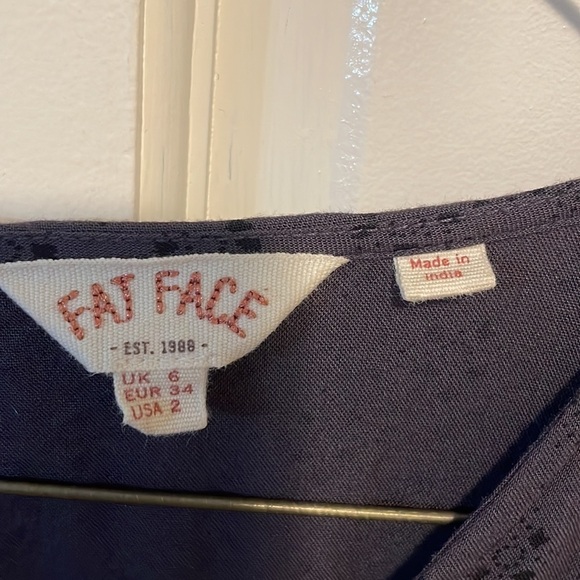 FAT FACE
- EST. 1988 -
UK 6
EUR 34
USA 2
Made in
India